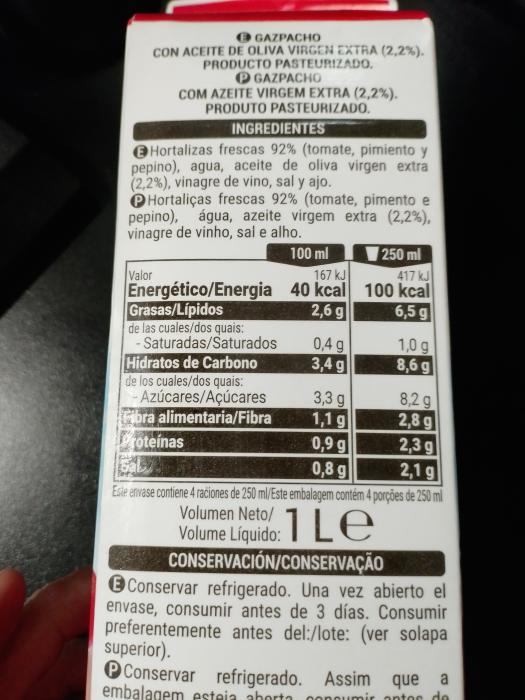 E GAZPACHO
CON ACEITE DE OLIVA VIRGEN EXTRA (2,2%).
PRODUCTO PASTEURIZADO.
P GAZPACHO
COM AZEITE VIRGEM EXTRA (2,2%).
PRODUTO PASTEURIZADO.
INGREDIENTES
E Hortalizas frescas 92% (tomate, pimiento y
pepino), agua, aceite de oliva virgen extra
(2,2%), vinagre de vino, sal y ajo.
P Hortaliças frescas 92% (tomate, pimento e
pepino), água, azeite virgem extra (2,2%),
vinagre de vinho, sal e alho.
100 ml 250 ml
Valor 167 kJ 417 kJ
Energético/Energia 40 kcal 100 kcal
Grasas/Lípidos 2,6 g 6,5 g
de las cuales/dos quais:
- Saturadas/Saturados 0,4 g 1,0 g
Hidratos de Carbono 3,4 g 8,6 g
de los cuales/dos quais:
- Azúcares/Açúcares 3,3 g 8,2 g
Fibra alimentaria/Fibra 1,1 g 2,8 g
Proteínas 0,9 g 2,3 g
Sal 0,8 g 2,1 g
Este envase contiene 4 raciones de 250 ml/Este embalagem contém 4 porções de 250 ml
Volumen Neto/
Volume Líquido: 1 L e
CONSERVACIÓN/CONSERVAÇÃO
E Conservar refrigerado. Una vez abierto el
envase, consumir antes de 3 días. Consumir
preferentemente antes del:/lote: (ver solapa
superior).
P Conservar refrigerado. Assim que a
embalagem esteja aberta, consumir antes de